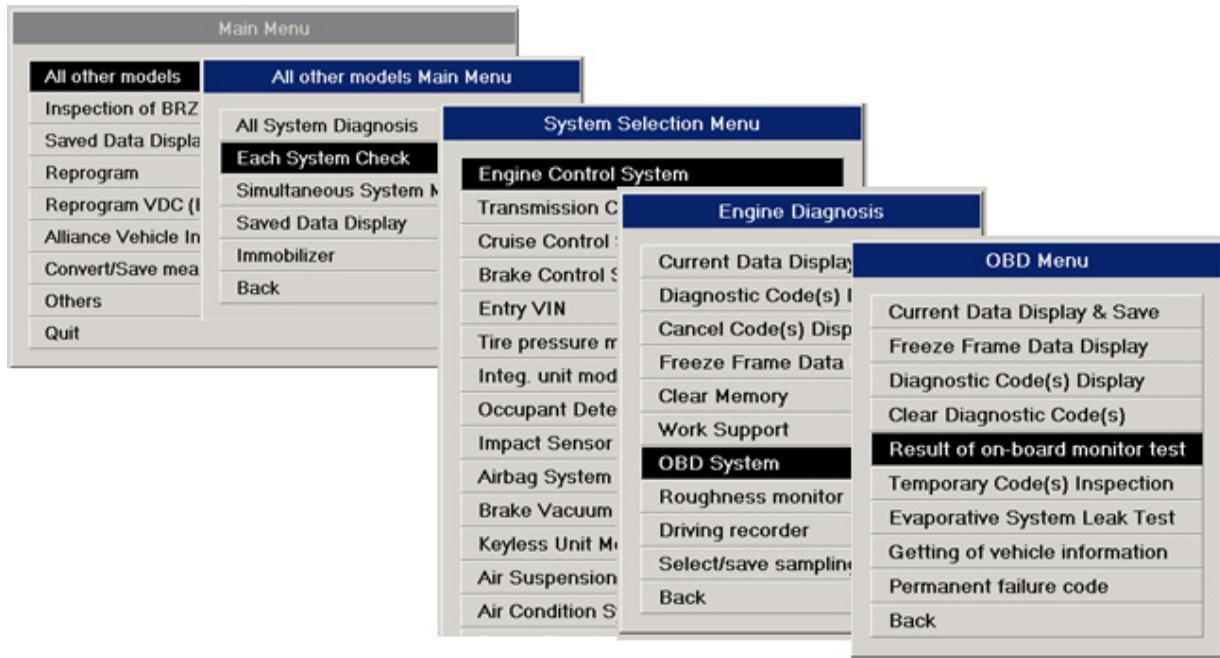 Main Menu
All other models
Inspection of BRZ
Saved Data Displa
Reprogram
Reprogram VDC (
Alliance Vehicle In
Convert/Save mea
Others
Quit
All other models Main Menu
All System Diagnosis
Each System Check
Simultaneous System
Saved Data Display
Immobilizer
Back
System Selection Menu
Engine Control System
Transmission C
Cruise Control
Brake Control
Entry VIN
Tire pressure m
Integ. unit mod
Occupant Dete
Impact Sensor
Airbag System
Brake Vacuum
Keyless Unit M
Air Suspension
Air Condition S
Engine Diagnosis
Current Data Display
Diagnostic Code(s)
Cancel Code(s) Disp
Freeze Frame Data
Clear Memory
Work Support
OBD System
Roughness monitor
Driving recorder
Select/save sampling
Back
OBD Menu
Current Data Display & Save
Freeze Frame Data Display
Diagnostic Code(s) Display
Clear Diagnostic Code(s)
Result of on-board monitor test
Temporary Code(s) Inspection
Evaporative System Leak Test
Getting of vehicle information
Permanent failure code
Back